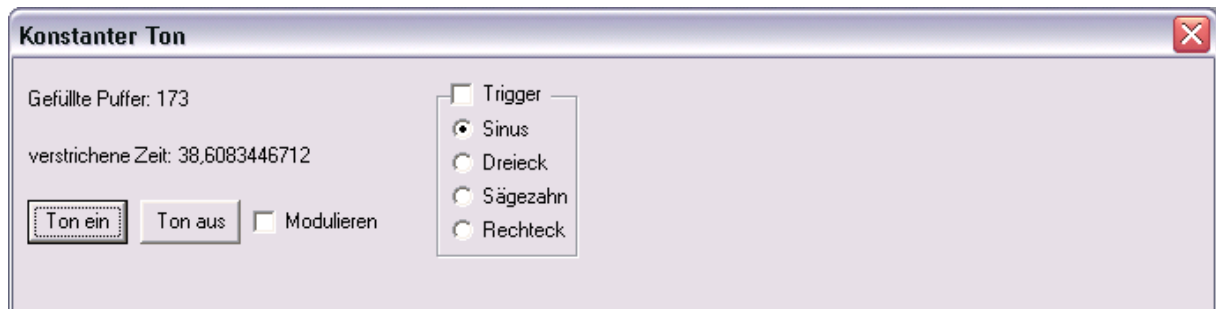 Konstanter Ton
Gefüllte Puffer: 173
verstrichene Zeit: 38,6083446712
Ton ein
Ton aus
Modulieren
Trigger
Sinus
Dreieck
Sägezahn
Rechteck